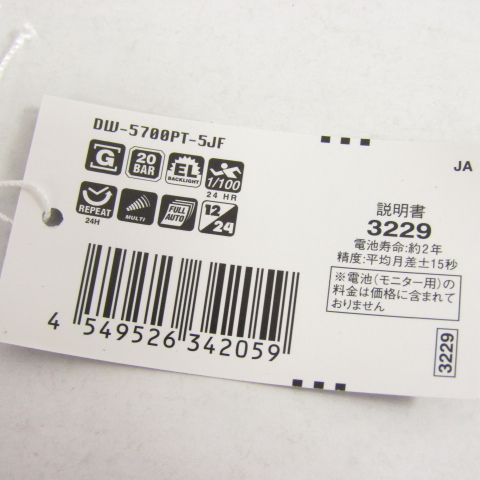 DW-5700PT-5JF
JA
G
20 BAR
EL BACKLIGHT
1/100
24 HR
REPEAT
24H
MULTI
FULL AUTO
12/24
説明書
3229
電池寿命:約2年
精度:平均月差±15秒
※電池(モニター用)の
料金は価格に含まれて
おりません
3229
4 549526 342059